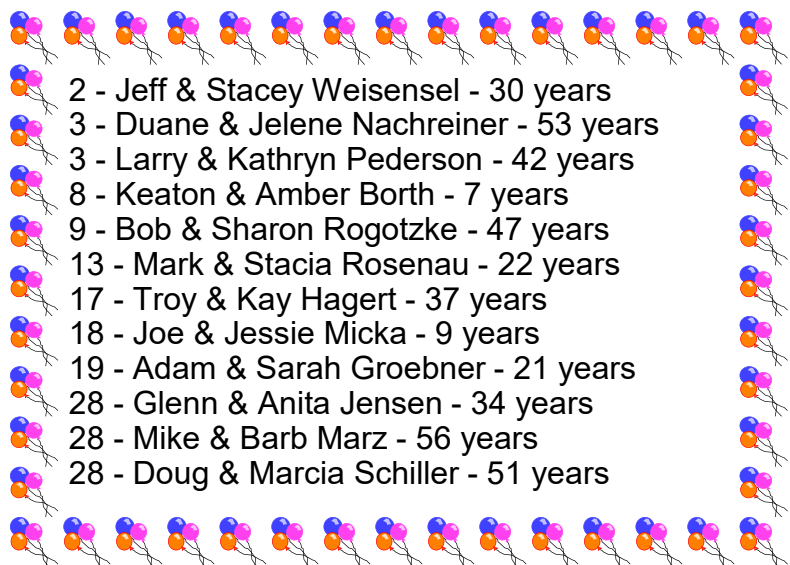 2 - Jeff & Stacey Weisensel - 30 years
3 - Duane & Jelene Nachreiner - 53 years
3 - Larry & Kathryn Pederson - 42 years
8 - Keaton & Amber Borth - 7 years
9 - Bob & Sharon Rogotzke - 47 years
13 - Mark & Stacia Rosenau - 22 years
17 - Troy & Kay Hagert - 37 years
18 - Joe & Jessie Micka - 9 years
19 - Adam & Sarah Groebner - 21 years
28 - Glenn & Anita Jensen - 34 years
28 - Mike & Barb Marz - 56 years
28 - Doug & Marcia Schiller - 51 years